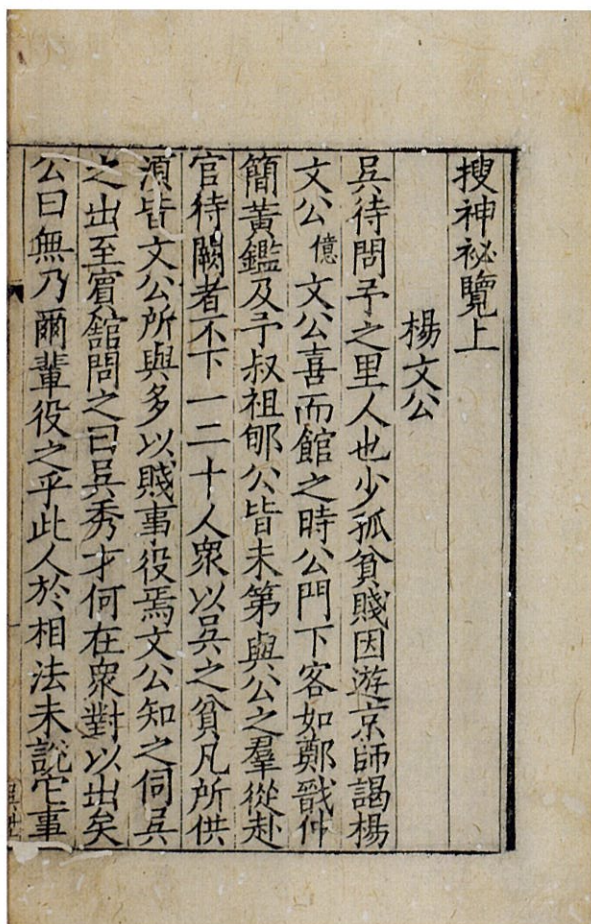 搜神祕覽上
楊文公
吳待問予之里人也少孤貧賤因遊京師謁楊
文公億文公喜而館之時公門下客如鄭戩仲
簡黃鑑及予叔祖郇公皆未第與公之羣從赴
官待闕者不下一二十人衆以吳之貧凡所供
須皆文公所與多以賤事役焉文公知之伺吳
之出至賓舘問之曰吳秀才何在衆對以出矣
公曰無乃爾輩役之乎此人於相法未說它事